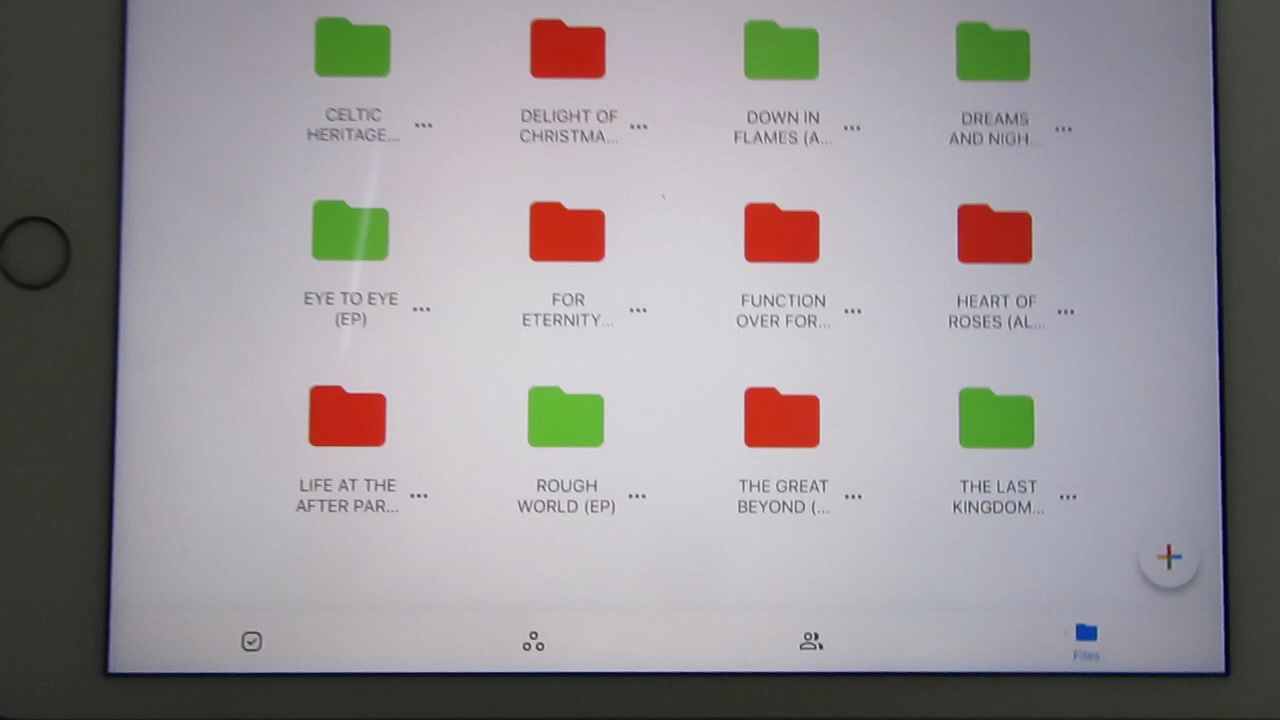 CELTIC
HERITAGE...
DELIGHT OF
CHRISTMA...
DOWN IN
FLAMES (A...
DREAMS
AND NIGH...
EYE TO EYE
(EP)
FOR
ETERNITY...
FUNCTION
OVER FOR...
HEART OF
ROSES (AL...
LIFE AT THE
AFTER PAR...
ROUGH
WORLD (EP)
THE GREAT
BEYOND (...
THE LAST
KINGDOM...
Files